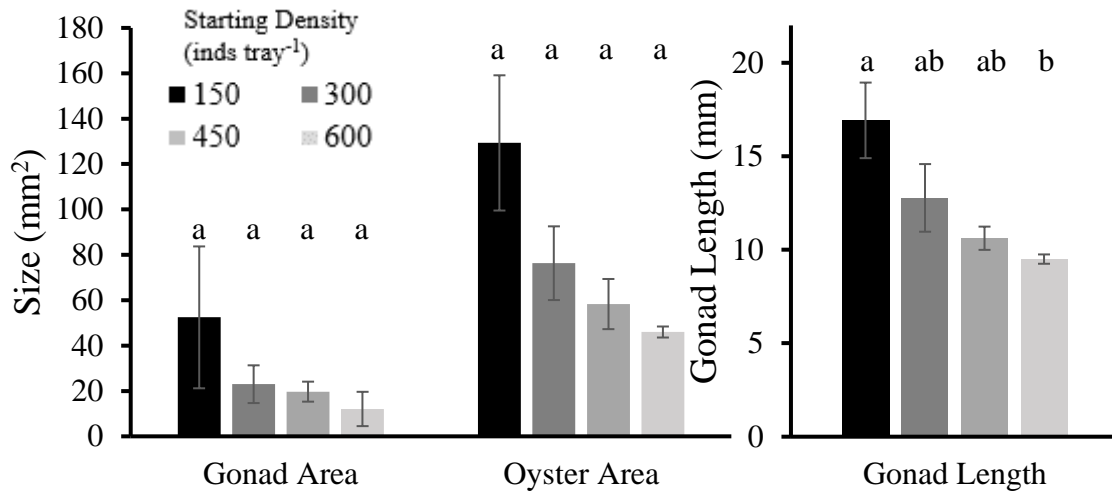 Starting Density
(inds tray⁻¹)
150 300
450 600
Size (mm²)
180
160
140
120
100
80
60
40
20
0
a a a a
a a a a
Gonad Area Oyster Area
Gonad Length (mm)
20
15
10
5
0
a ab ab b
Gonad Length